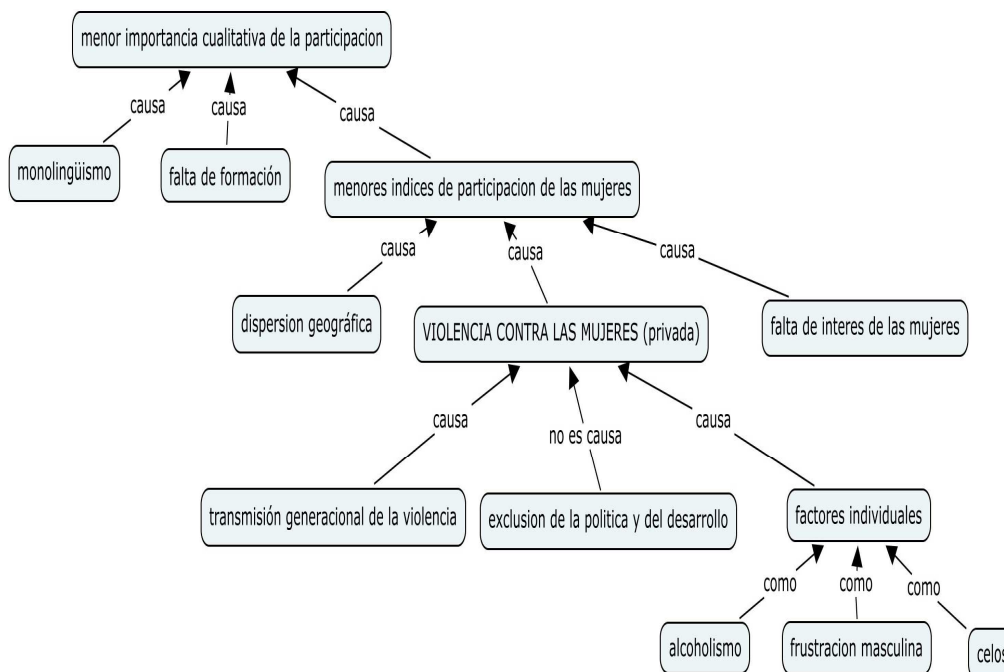 menor importancia cualitativa de la participacion
causa
causa
causa
monolingüismo
falta de formación
menores indices de participacion de las mujeres
causa
causa
causa
dispersion geográfica
VIOLENCIA CONTRA LAS MUJERES (privada)
falta de interes de las mujeres
causa
no es causa
causa
transmisión generacional de la violencia
exclusion de la politica y del desarrollo
factores individuales
como
como
como
alcoholismo
frustracion masculina
celos